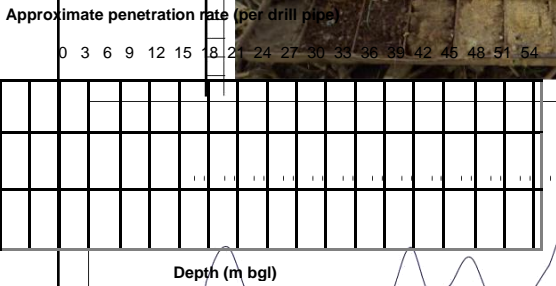 Approximate penetration rate (per drill pipe)
0 3 6 9 12 15 18 21 24 27 30 33 36 39 42 45 48 51 54
Depth (m bgl)